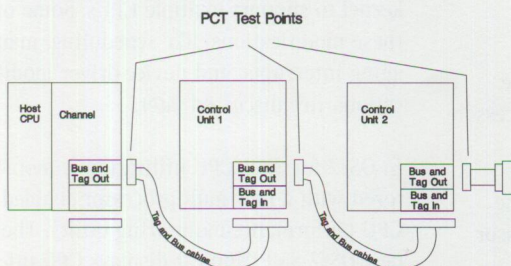 PCT Test Points
Host
CPU
Channel
Control
Unit 1
Control
Unit 2
Bus and
Tag Out
Bus and
Tag Out
Bus and
Tag In
Bus and
Tag Out
Bus and
Tag In
Tag and Bus cables
Tag and Bus cables